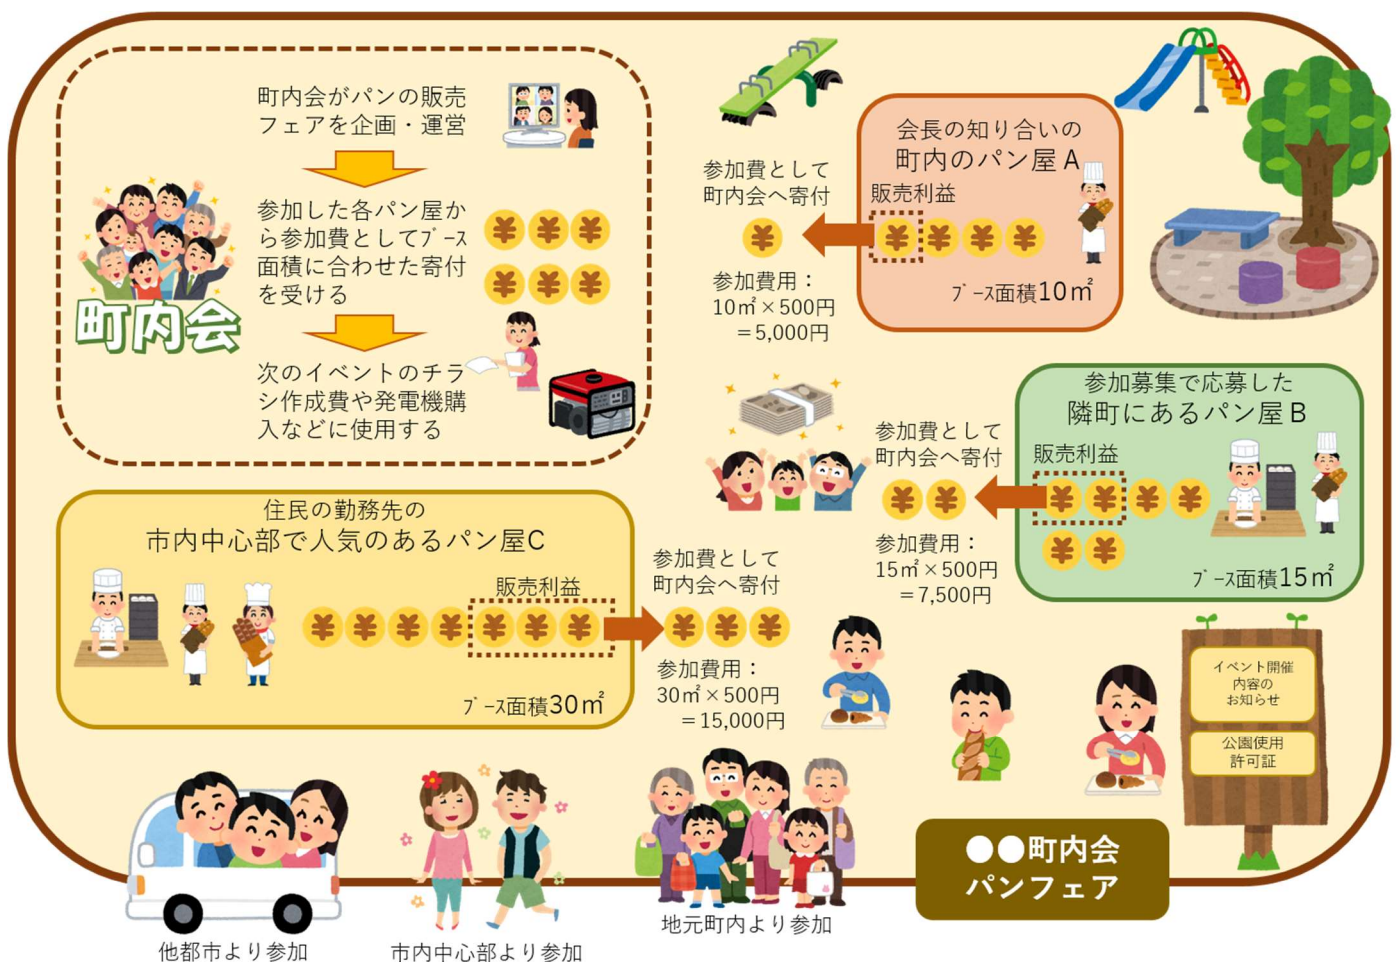 町内会がパンの販売
フェアを企画・運営
参加した各パン屋か
ら参加費としてﾌﾞｰｽ
面積に合わせた寄付
を受ける
町内会
次のイベントのチラ
シ作成費や発電機購
入などに使用する
会長の知り合いの
町内のパン屋A
販売利益
ﾌﾞｰｽ面積10㎡
参加費として
町内会へ寄付
参加費用：
10㎡×500円
＝5,000円
参加募集で応募した
隣町にあるパン屋B
販売利益
ﾌﾞｰｽ面積15㎡
参加費として
町内会へ寄付
参加費用：
15㎡×500円
＝7,500円
住民の勤務先の
市内中心部で人気のあるパン屋C
販売利益
ﾌﾞｰｽ面積30㎡
参加費として
町内会へ寄付
参加費用：
30㎡×500円
＝15,000円
イベント開催
内容の
お知らせ
公園使用
許可証
●●町内会
パンフェア
他都市より参加
市内中心部より参加
地元町内より参加